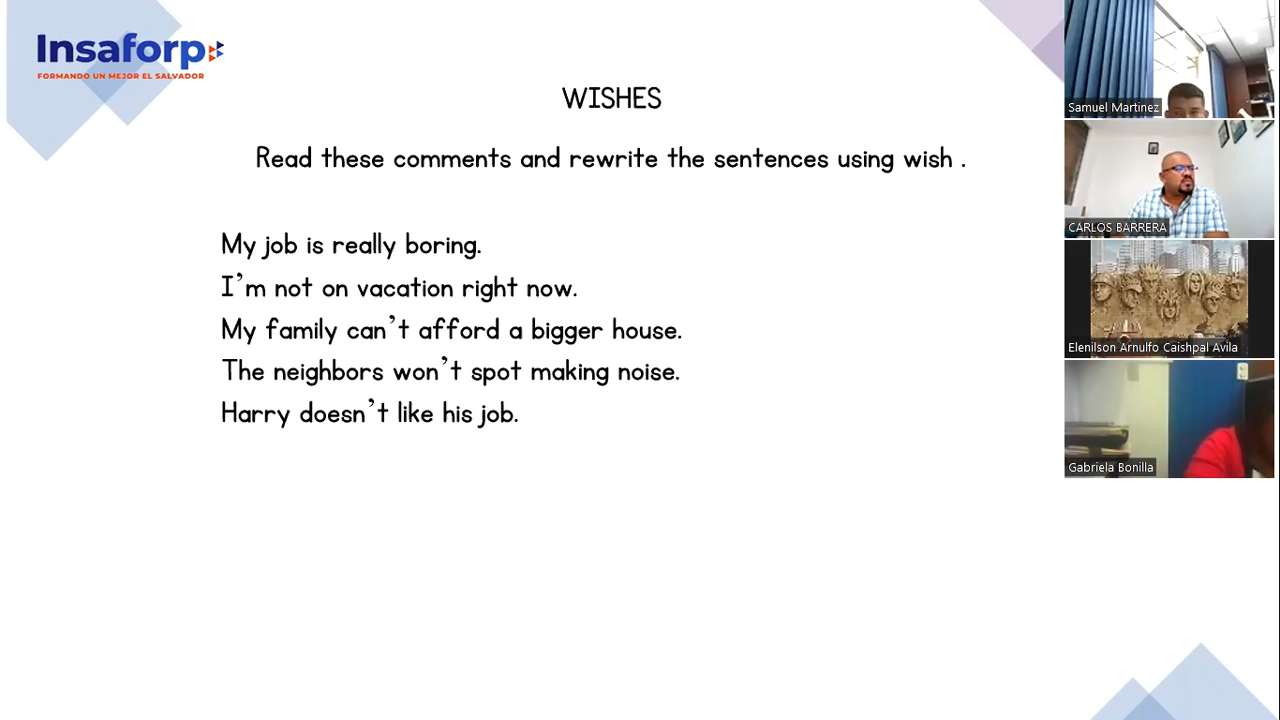 Insaforp
FORMANDO UN MEJOR EL SALVADOR
WISHES
Read these comments and rewrite the sentences using wish .
My job is really boring.
I'm not on vacation right now.
My family can't afford a bigger house.
The neighbors won't spot making noise.
Harry doesn't like his job.
Samuel Martinez
CARLOS BARRERA
Elenilson Arnulfo Caishpal Avila
Gabriela Bonilla